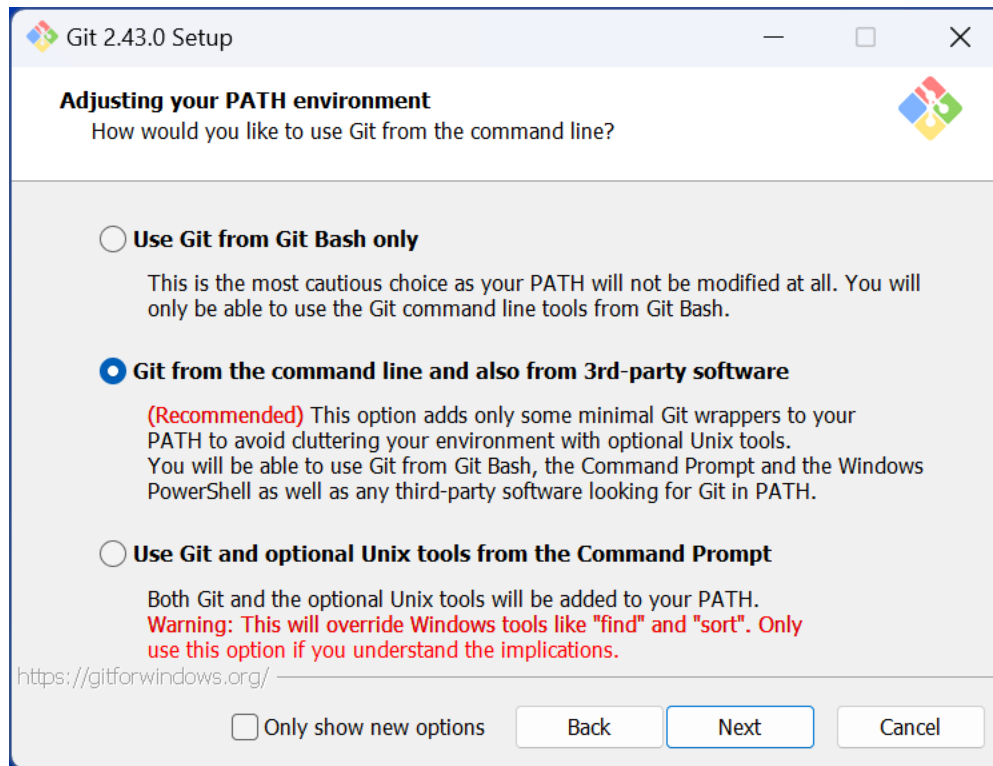 Git 2.43.0 Setup
Adjusting your PATH environment
How would you like to use Git from the command line?
Use Git from Git Bash only
This is the most cautious choice as your PATH will not be modified at all. You will
only be able to use the Git command line tools from Git Bash.
Git from the command line and also from 3rd-party software
(Recommended) This option adds only some minimal Git wrappers to your
PATH to avoid cluttering your environment with optional Unix tools.
You will be able to use Git from Git Bash, the Command Prompt and the Windows
PowerShell as well as any third-party software looking for Git in PATH.
Use Git and optional Unix tools from the Command Prompt
Both Git and the optional Unix tools will be added to your PATH.
Warning: This will override Windows tools like "find" and "sort". Only
use this option if you understand the implications.
https://gitforwindows.org/
Only show new options Back Next Cancel